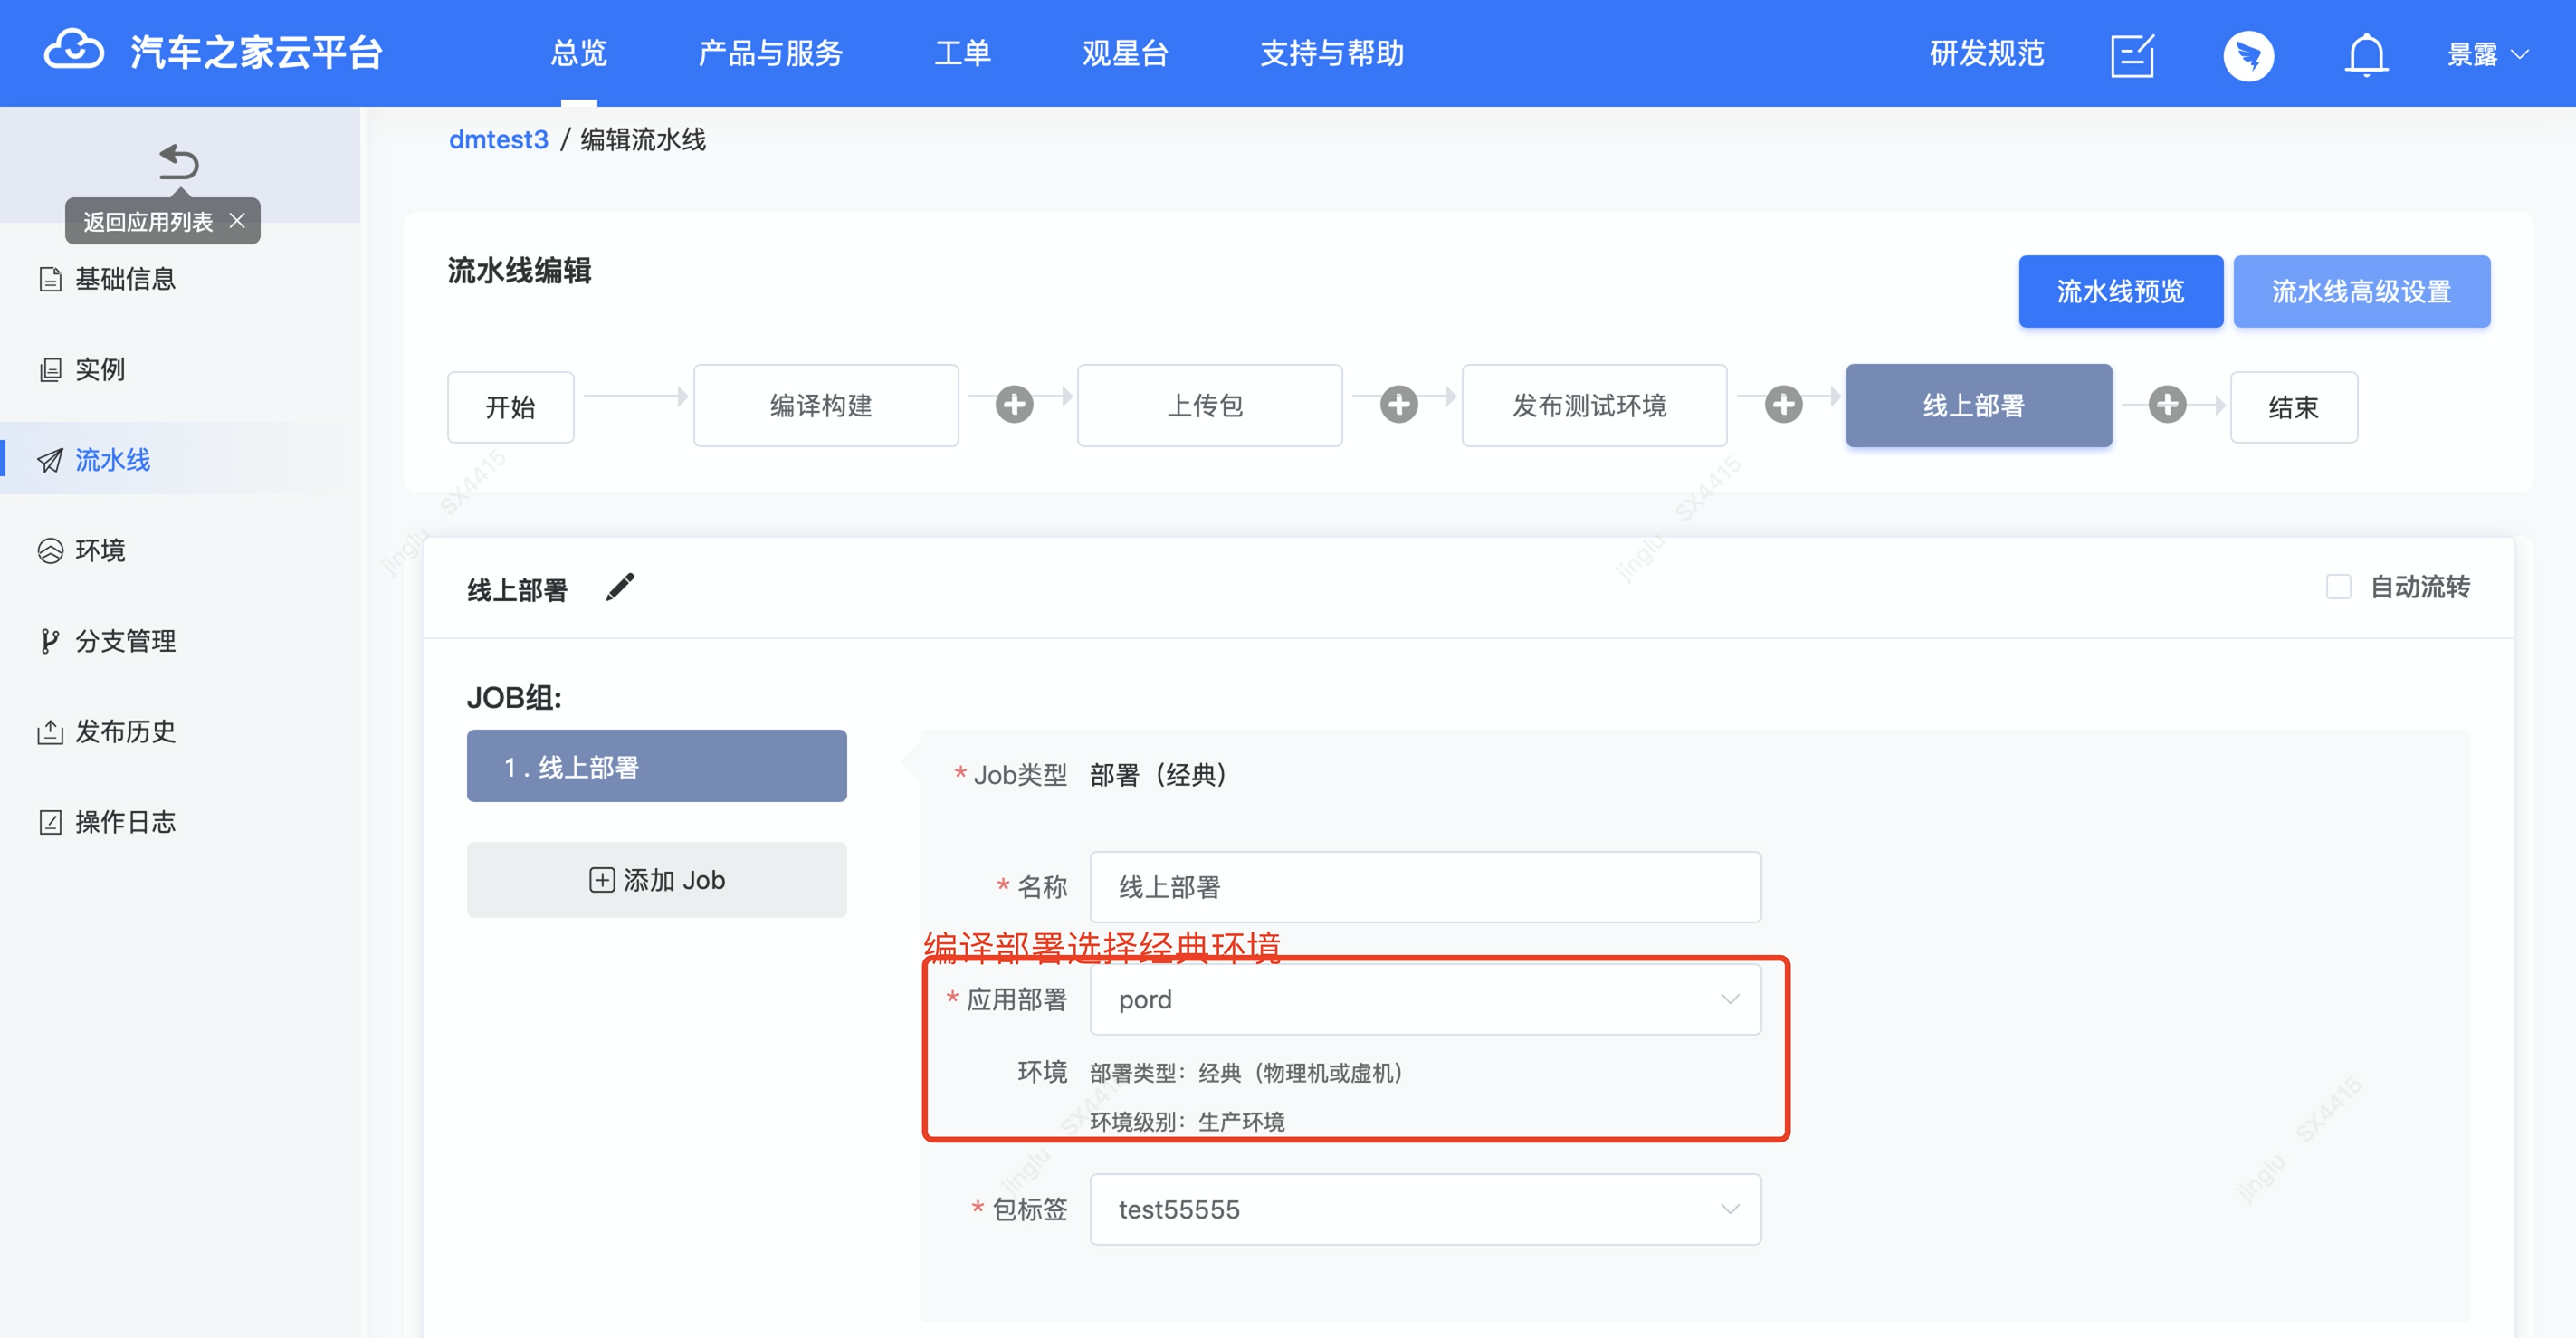 汽车之家云平台
总览
产品与服务
工单
观星台
支持与帮助
研发规范
景露
dmtest3 / 编辑流水线
返回应用列表
基础信息
实例
流水线
环境
分支管理
发布历史
操作日志
流水线编辑
流水线预览
流水线高级设置
开始
编译构建
上传包
发布测试环境
线上部署
结束
线上部署
自动流转
JOB组:
1 . 线上部署
添加 Job
* Job类型 部署（经典）
* 名称 线上部署
编译部署选择经典环境
* 应用部署 pord
环境 部署类型：经典（物理机或虚机）
环境级别：生产环境
* 包标签 test55555
jinglu SX4415
jinglu SX4415
jinglu SX4415
jinglu SX4415